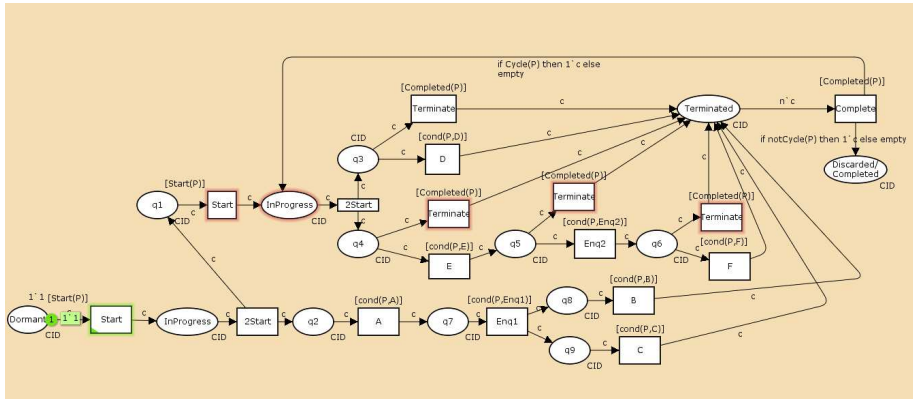 if Cycle(P) then 1`c else
empty
[Completed(P)]
[Completed(P)]
c
Terminate
c
Terminated
n`c
Complete
CID
c
CID
c
if notCycle(P) then 1`c else empty
[cond(P,D)]
q3
c
D
c
c
Discarded/
Completed
CID
[Start(P)]
[Completed(P)]
[Completed(P)]
c
c
[Completed(P)]
q1
c
Start
c
InProgress
c
2Start
c
Terminate
Terminate
c
Terminate
CID
CID
c
q4
c
[cond(P,E)]
c
q5
c
[cond(P,Enq2)]
Enq2
c
q6
c
[cond(P,F)]
CID
c
E
CID
CID
F
c
c
[cond(P,A)]
[cond(P,Enq1)]
q8
c
[cond(P,B)]
B
c
1`1
[Start(P)]
CID
Dormant
1
1`1
Start
c
InProgress
c
2Start
c
q2
c
A
c
q7
c
Enq1
c
c
[cond(P,C)]
c
CID
CID
CID
CID
q9
c
C
CID